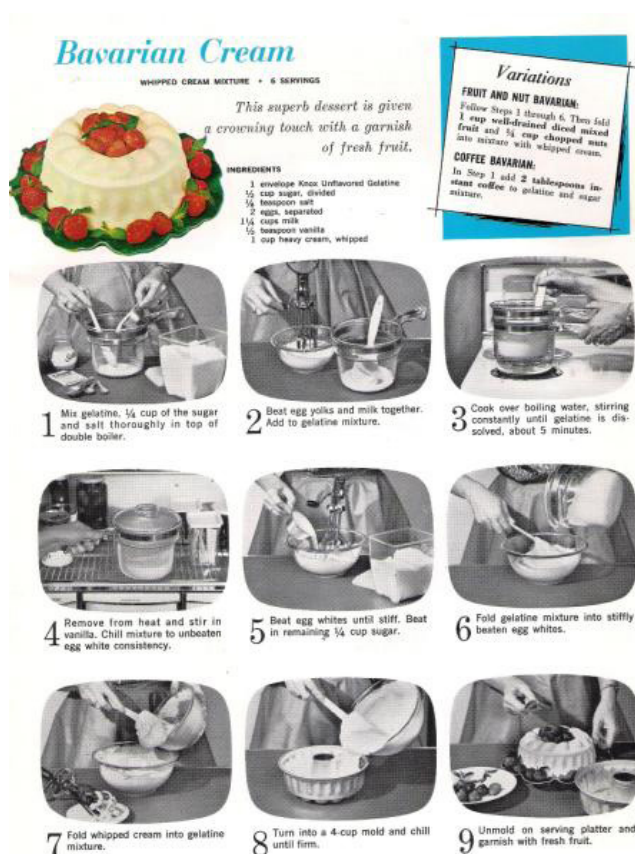 Bavarian Cream
WHIPPED CREAM MIXTURE • 6 SERVINGS
This superb dessert is given
a crowning touch with a garnish
of fresh fruit.
INGREDIENTS
1 envelope Knox Unflavored Gelatine
½ cup sugar, divided
⅛ teaspoon salt
2 eggs, separated
1¼ cups milk
½ teaspoon vanilla
1 cup heavy cream, whipped
Variations
FRUIT AND NUT BAVARIAN:
Follow Steps 1 through 6. Then fold
1 cup well-drained diced mixed
fruit and ¼ cup chopped nuts
into mixture with whipped cream.
COFFEE BAVARIAN:
In Step 1 add 2 tablespoons in-
stant coffee to gelatine and sugar
mixture.
1 Mix gelatine, ¼ cup of the sugar
and salt thoroughly in top of
double boiler.
2 Beat egg yolks and milk together.
Add to gelatine mixture.
3 Cook over boiling water, stirring
constantly until gelatine is dis-
solved, about 5 minutes.
4 Remove from heat and stir in
vanilla. Chill mixture to unbeaten
egg white consistency.
5 Beat egg whites until stiff. Beat
in remaining ¼ cup sugar.
6 Fold gelatine mixture into stiffly
beaten egg whites.
7 Fold whipped cream into gelatine
mixture.
8 Turn into a 4-cup mold and chill
until firm.
9 Unmold on serving platter and
garnish with fresh fruit.